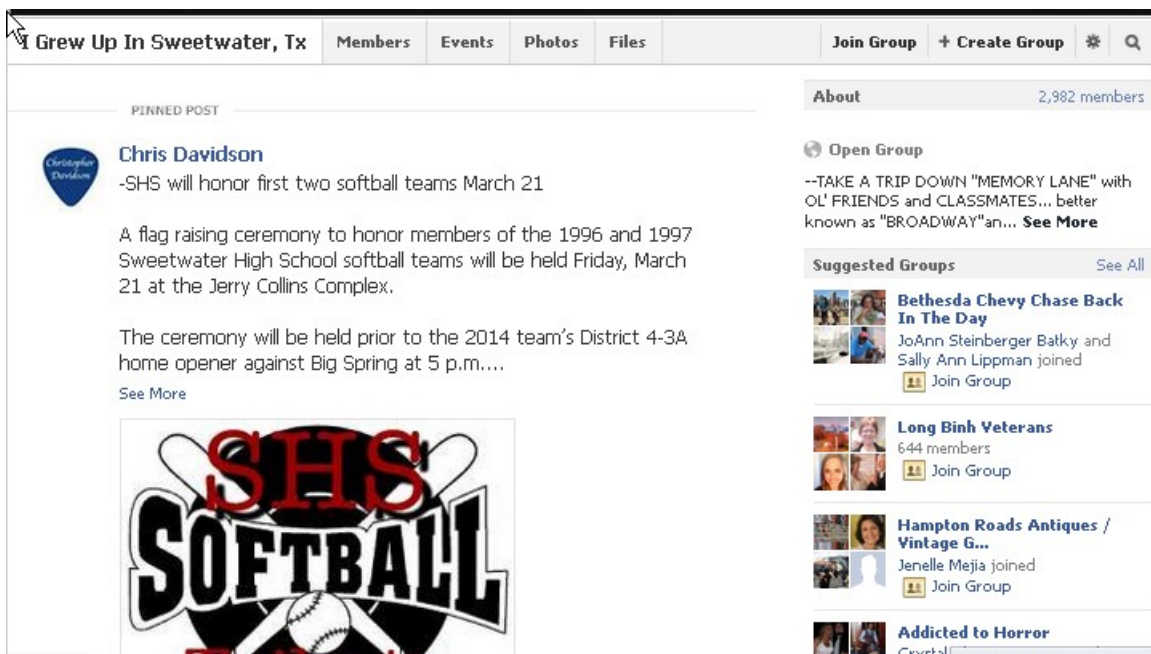 I Grew Up In Sweetwater, Tx
Members
Events
Photos
Files
Join Group
+ Create Group
PINNED POST
Christopher
Davidson
Chris Davidson
-SHS will honor first two softball teams March 21
A flag raising ceremony to honor members of the 1996 and 1997
Sweetwater High School softball teams will be held Friday, March
21 at the Jerry Collins Complex.
The ceremony will be held prior to the 2014 team's District 4-3A
home opener against Big Spring at 5 p.m....
See More
SHS
SOFTBALL
About
2,982 members
Open Group
--TAKE A TRIP DOWN "MEMORY LANE" with
OL' FRIENDS and CLASSMATES... better
known as "BROADWAY"an... See More
Suggested Groups
See All
Bethesda Chevy Chase Back
In The Day
JoAnn Steinberger Batky and
Sally Ann Lippman joined
Join Group
Long Binh Veterans
644 members
Join Group
Hampton Roads Antiques /
Vintage G...
Jenelle Mejia joined
Join Group
Addicted to Horror